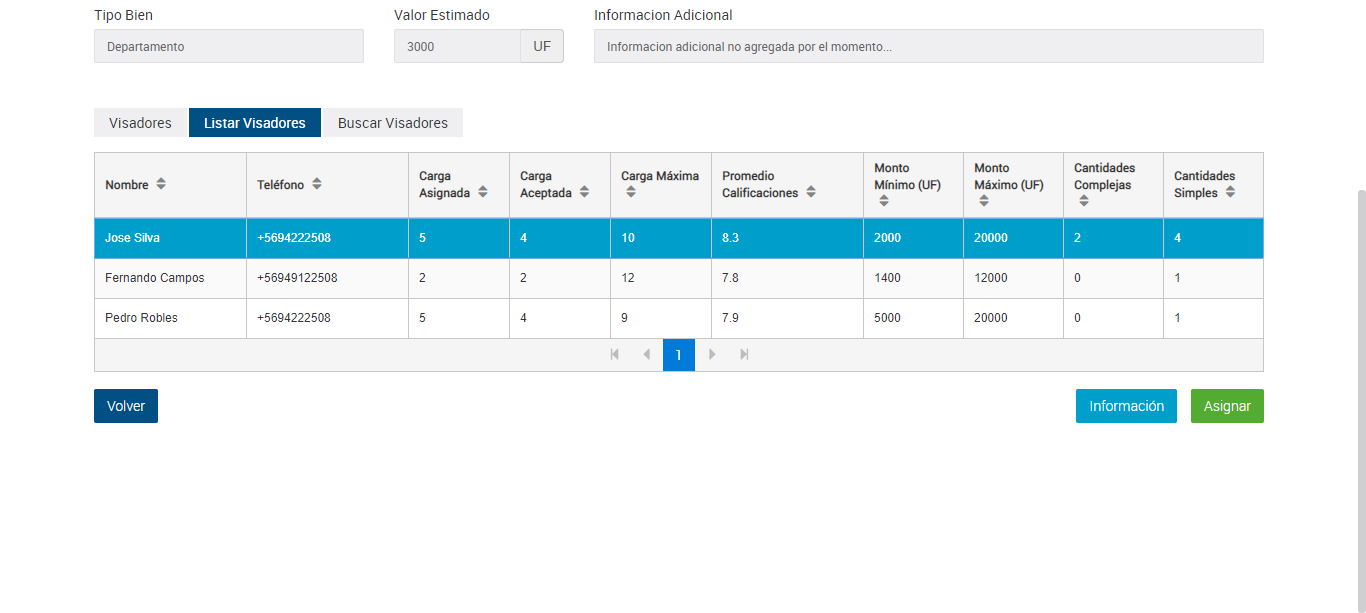 Tipo Bien Valor Estimado Informacion Adicional
Departamento 3000 UF Informacion adicional no agregada por el momento...
Visadores Listar Visadores Buscar Visadores
Nombre Teléfono Carga Asignada Carga Aceptada Carga Máxima Promedio Calificaciones Monto Mínimo (UF) Monto Máximo (UF) Cantidades Complejas Cantidades Simples
Jose Silva +5694222508 5 4 10 8.3 2000 20000 2 4
Fernando Campos +56949122508 2 2 12 7.8 1400 12000 0 1
Pedro Robles +5694222508 5 4 9 7.9 5000 20000 0 1
1
Volver Información Asignar